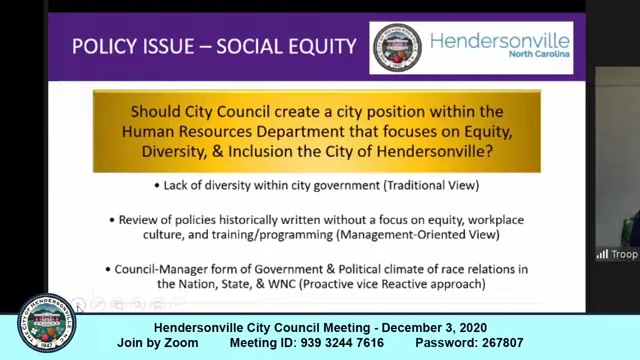 POLICY ISSUE – SOCIAL EQUITY
Hendersonville
North Carolina
Should City Council create a city position within the
Human Resources Department that focuses on Equity,
Diversity, & Inclusion the City of Hendersonville?
• Lack of diversity within city government (Traditional View)
• Review of policies historically written without a focus on equity, workplace
culture, and training/programming (Management-Oriented View)
• Council-Manager form of Government & Political climate of race relations in
the Nation, State, & WNC (Proactive vice Reactive approach)
Troop
Hendersonville City Council Meeting - December 3, 2020
Join by Zoom Meeting ID: 939 3244 7616 Password: 267807